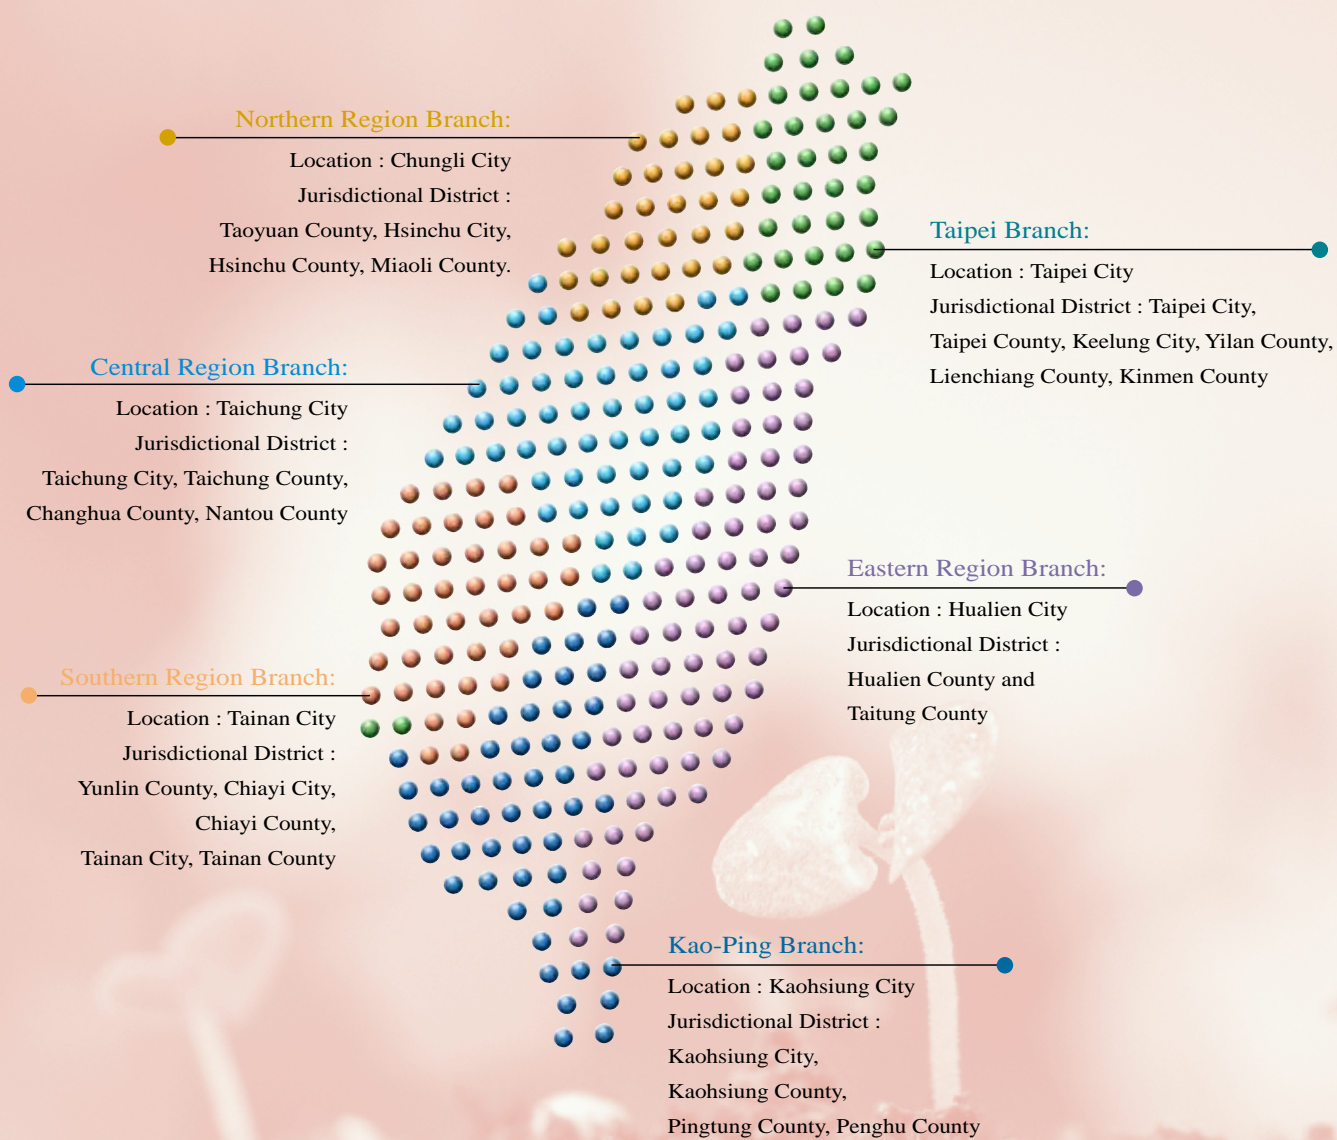 Northern Region Branch:
Location : Chungli City
Jurisdictional District :
Taoyuan County, Hsinchu City,
Hsinchu County, Miaoli County.
Taipei Branch:
Location : Taipei City
Jurisdictional District : Taipei City,
Taipei County, Keelung City, Yilan County,
Lienchiang County, Kinmen County
Central Region Branch:
Location : Taichung City
Jurisdictional District :
Taichung City, Taichung County,
Changhua County, Nantou County
Eastern Region Branch:
Location : Hualien City
Jurisdictional District :
Hualien County and
Taitung County
Southern Region Branch:
Location : Tainan City
Jurisdictional District :
Yunlin County, Chiayi City,
Chiayi County,
Tainan City, Tainan County
Kao-Ping Branch:
Location : Kaohsiung City
Jurisdictional District :
Kaohsiung City,
Kaohsiung County,
Pingtung County, Penghu County